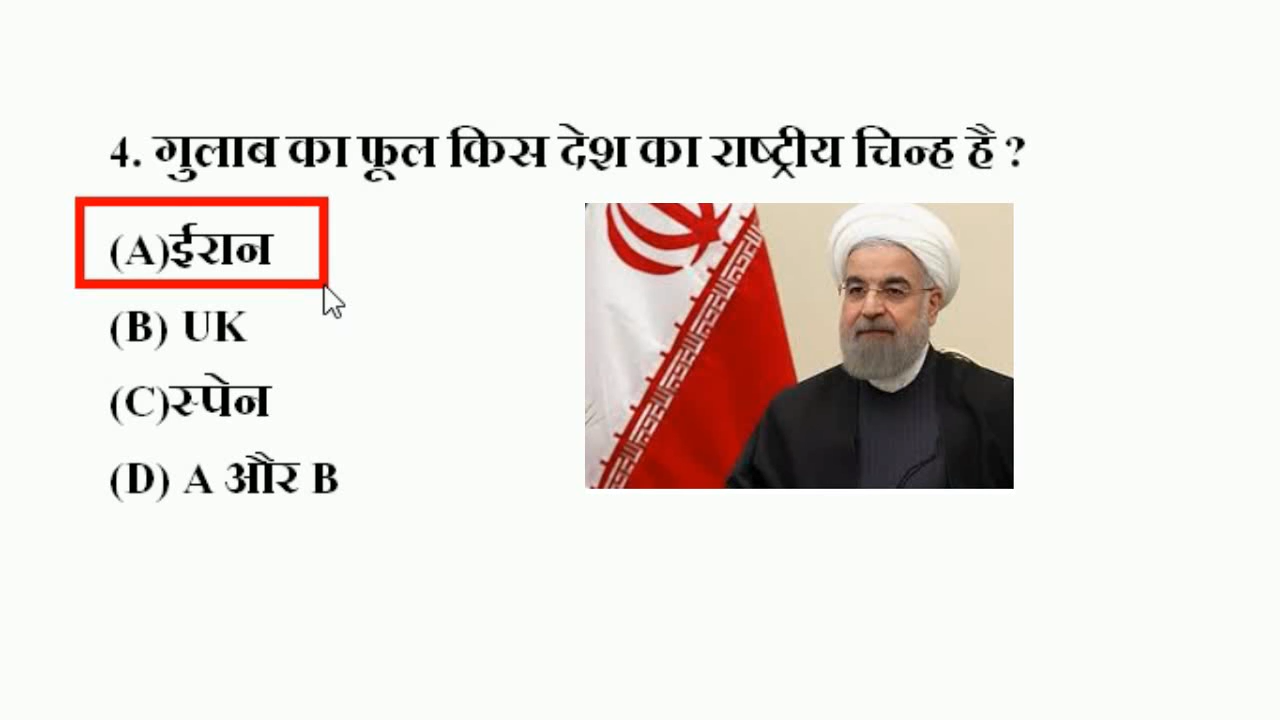 4. गुलाब का फूल किस देश का राष्ट्रीय चिन्ह है ?
(A)ईरान
(B) UK
(C)स्पेन
(D) A और B